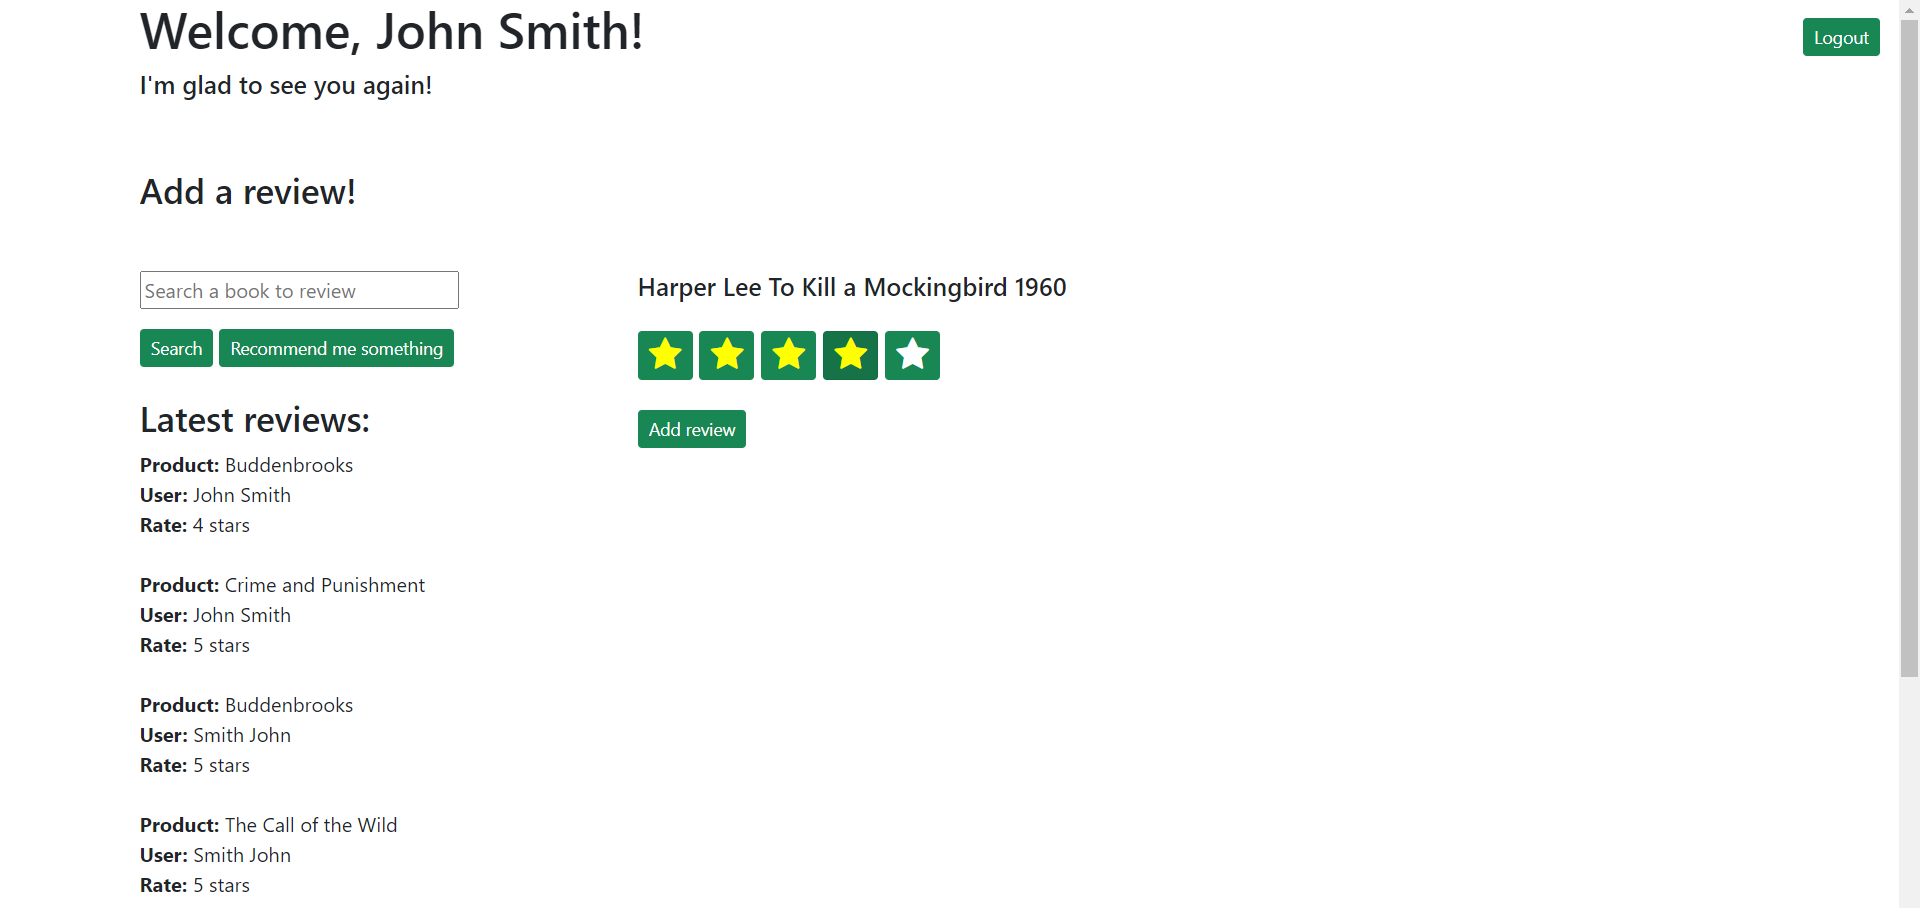 Welcome, John Smith!
Logout
I'm glad to see you again!
Add a review!
Search a book to review
Search
Recommend me something
Harper Lee To Kill a Mockingbird 1960
Add review
Latest reviews:
Product: Buddenbrooks
User: John Smith
Rate: 4 stars
Product: Crime and Punishment
User: John Smith
Rate: 5 stars
Product: Buddenbrooks
User: Smith John
Rate: 5 stars
Product: The Call of the Wild
User: Smith John
Rate: 5 stars